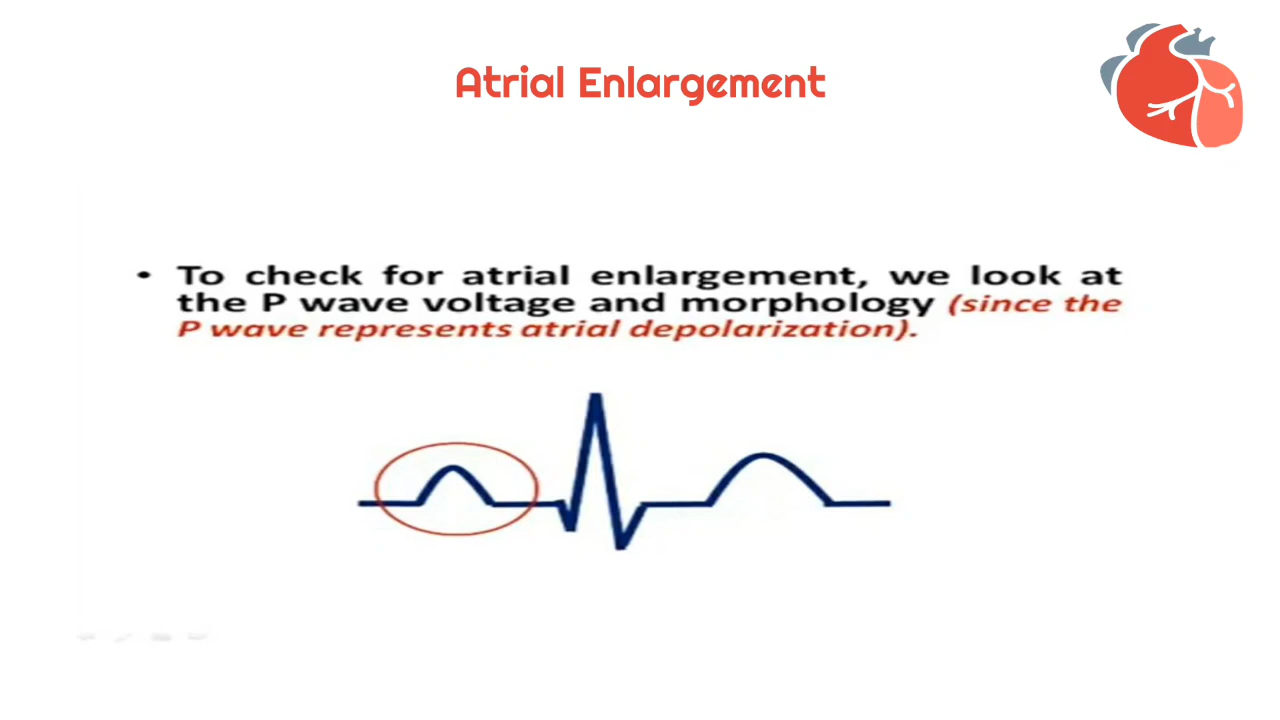 Atrial Enlargement
• To check for atrial enlargement, we look at
the P wave voltage and morphology (since the
P wave represents atrial depolarization).